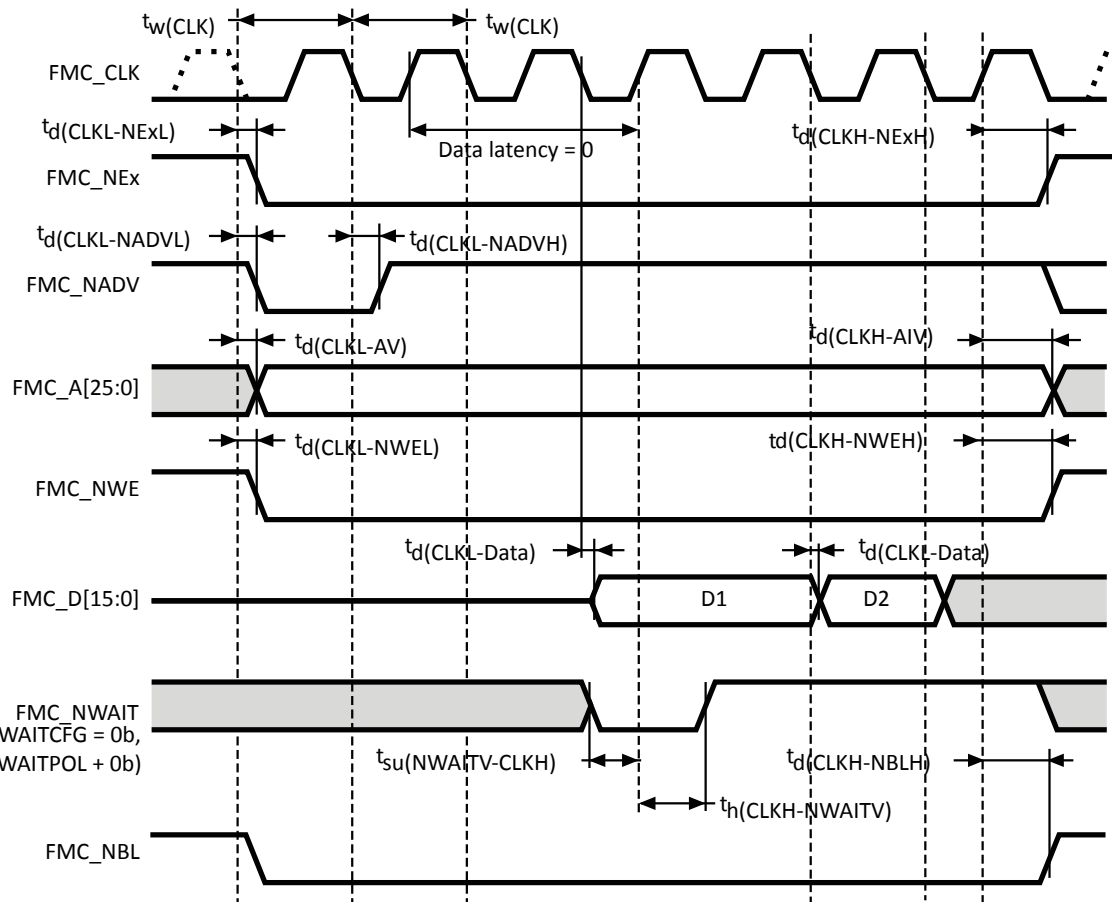 tw(CLK) tw(CLK)
FMC_CLK
td(CLKL-NExL) Data latency = 0 td(CLKH-NExH)
FMC_NEx
td(CLKL-NADVL) td(CLKL-NADVH)
FMC_NADV
td(CLKL-AV) td(CLKH-AIV)
FMC_A[25:0]
td(CLKL-NWEL) td(CLKH-NWEH)
FMC_NWE
td(CLKL-Data) td(CLKL-Data)
FMC_D[15:0] D1 D2
FMC_NWAIT
WAITCFG = 0b,
WAITPOL + 0b)
tsu(NWAITV-CLKH) td(CLKH-NBLH)
th(CLKH-NWAITV)
FMC_NBL